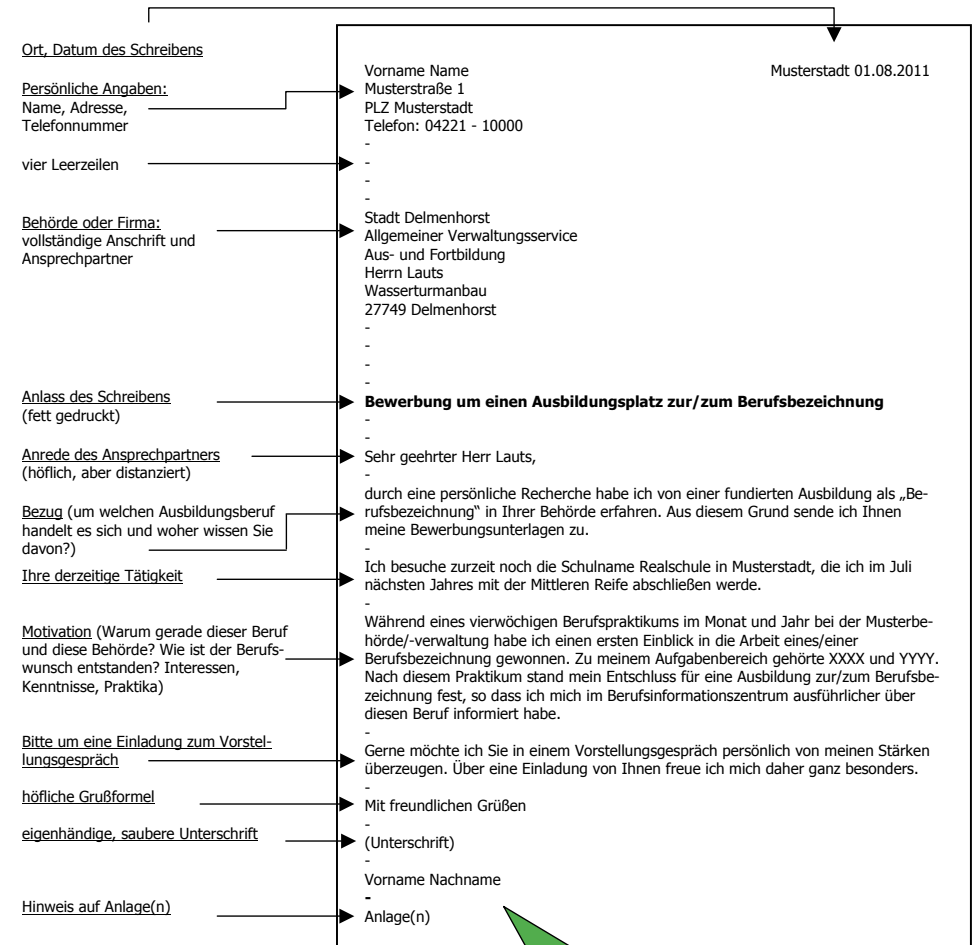 Ort, Datum des Schreibens
Persönliche Angaben:
Name, Adresse,
Telefonnummer
vier Leerzeilen
Behörde oder Firma:
vollständige Anschrift und
Ansprechpartner
Anlass des Schreibens
(fett gedruckt)
Anrede des Ansprechpartners
(höflich, aber distanziert)
Bezug (um welchen Ausbildungsberuf
handelt es sich und woher wissen Sie
davon?)
Ihre derzeitige Tätigkeit
Motivation (Warum gerade dieser Beruf
und diese Behörde? Wie ist der Berufs-
wunsch entstanden? Interessen,
Kenntnisse, Praktika)
Bitte um eine Einladung zum Vorstel-
lungsgespräch
höfliche Grußformel
eigenhändige, saubere Unterschrift
Hinweis auf Anlage(n)
Vorname Name Musterstadt 01.08.2011
Musterstraße 1
PLZ Musterstadt
Telefon: 04221 - 10000
-
-
-
-
Stadt Delmenhorst
Allgemeiner Verwaltungsservice
Aus- und Fortbildung
Herrn Lauts
Wasserturmanbau
27749 Delmenhorst
-
-
-
-
Bewerbung um einen Ausbildungsplatz zur/zum Berufsbezeichnung
-
-
Sehr geehrter Herr Lauts,
-
durch eine persönliche Recherche habe ich von einer fundierten Ausbildung als „Be-
rufsbezeichnung“ in Ihrer Behörde erfahren. Aus diesem Grund sende ich Ihnen
meine Bewerbungsunterlagen zu.
-
Ich besuche zurzeit noch die Schulname Realschule in Musterstadt, die ich im Juli
nächsten Jahres mit der Mittleren Reife abschließen werde.
-
Während eines vierwöchigen Berufspraktikums im Monat und Jahr bei der Musterbe-
hörde/-verwaltung habe ich einen ersten Einblick in die Arbeit eines/einer
Berufsbezeichnung gewonnen. Zu meinem Aufgabenbereich gehörte XXXX und YYYY.
Nach diesem Praktikum stand mein Entschluss für eine Ausbildung zur/zum Berufsbe-
zeichnung fest, so dass ich mich im Berufsinformationszentrum ausführlicher über
diesen Beruf informiert habe.
-
Gerne möchte ich Sie in einem Vorstellungsgespräch persönlich von meinen Stärken
überzeugen. Über eine Einladung von Ihnen freue ich mich daher ganz besonders.
-
Mit freundlichen Grüßen
-
(Unterschrift)
-
Vorname Nachname
-
Anlage(n)